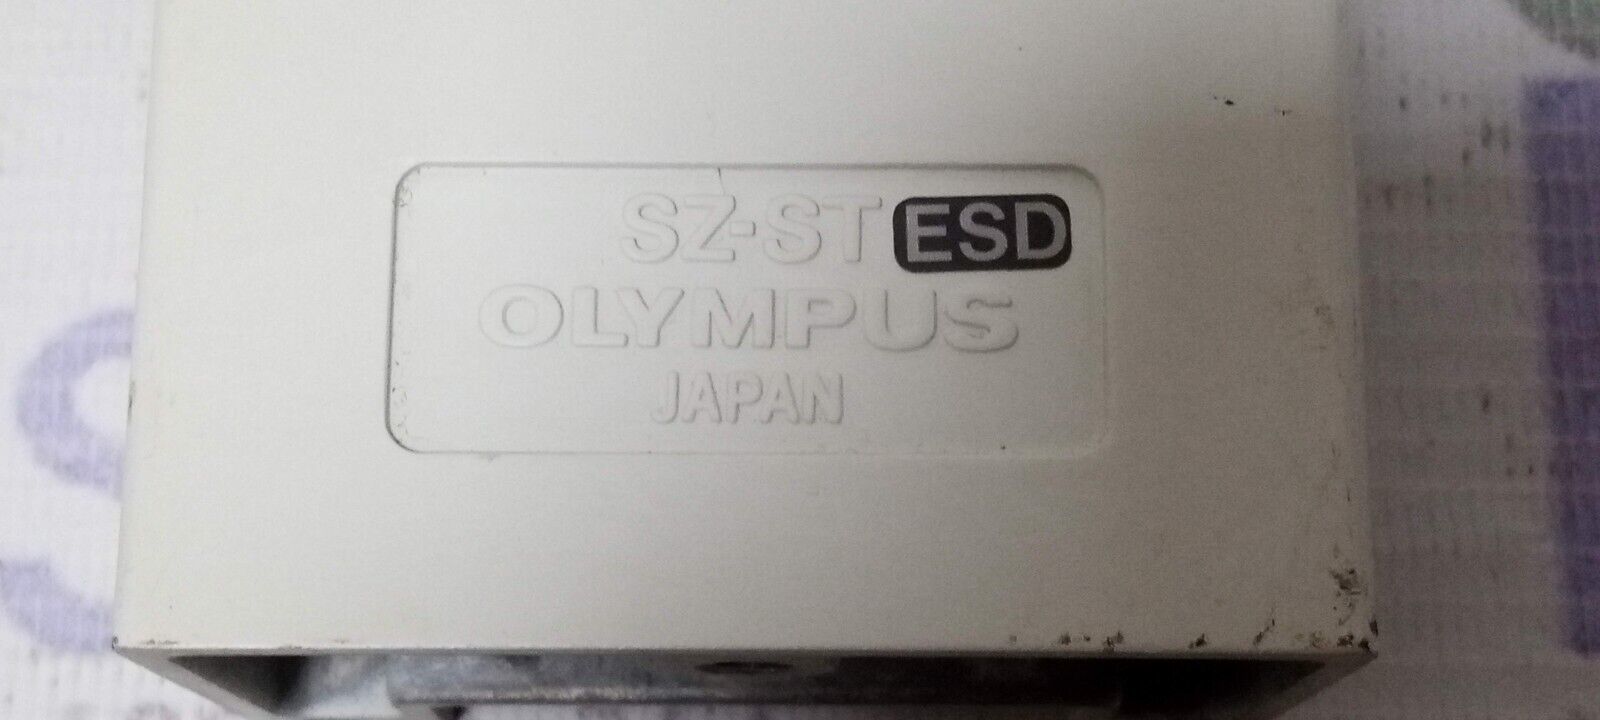 SZ-ST ESD
OLYMPUS
JAPAN